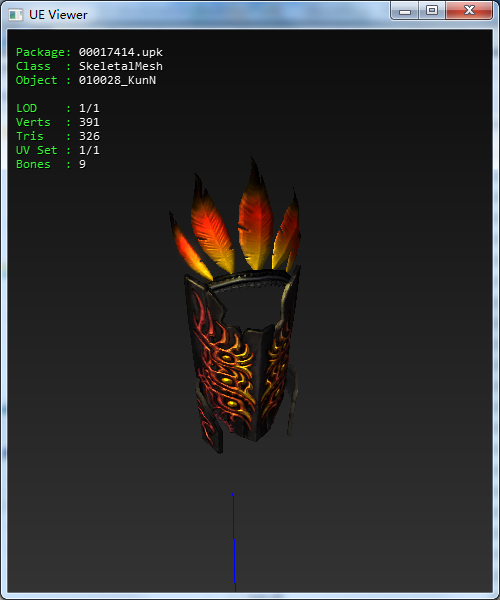 UE Viewer
Package: 00017414.upk
Class  : SkeletalMesh
Object : 010028_KunN
LOD    : 1/1
Verts  : 391
Tris   : 326
UV Set : 1/1
Bones  : 9